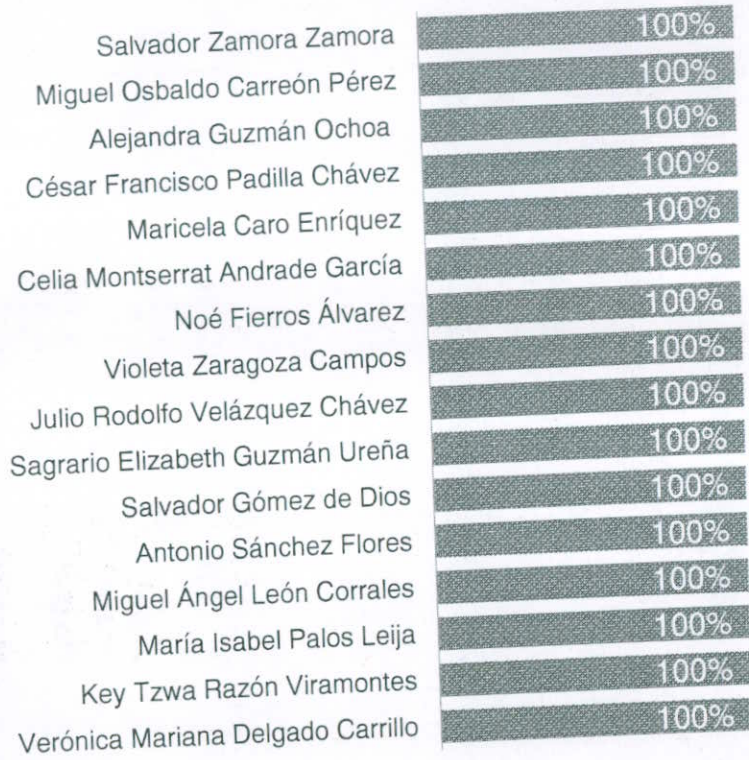 Salvador Zamora Zamora 100%
Miguel Osbaldo Carreón Pérez 100%
Alejandra Guzmán Ochoa 100%
César Francisco Padilla Chávez 100%
Maricela Caro Enríquez 100%
Celia Montserrat Andrade García 100%
Noé Fierros Álvarez 100%
Violeta Zaragoza Campos 100%
Julio Rodolfo Velázquez Chávez 100%
Sagrario Elizabeth Guzmán Ureña 100%
Salvador Gómez de Dios 100%
Antonio Sánchez Flores 100%
Miguel Ángel León Corrales 100%
María Isabel Palos Leija 100%
Key Tzwa Razón Viramontes 100%
Verónica Mariana Delgado Carrillo 100%